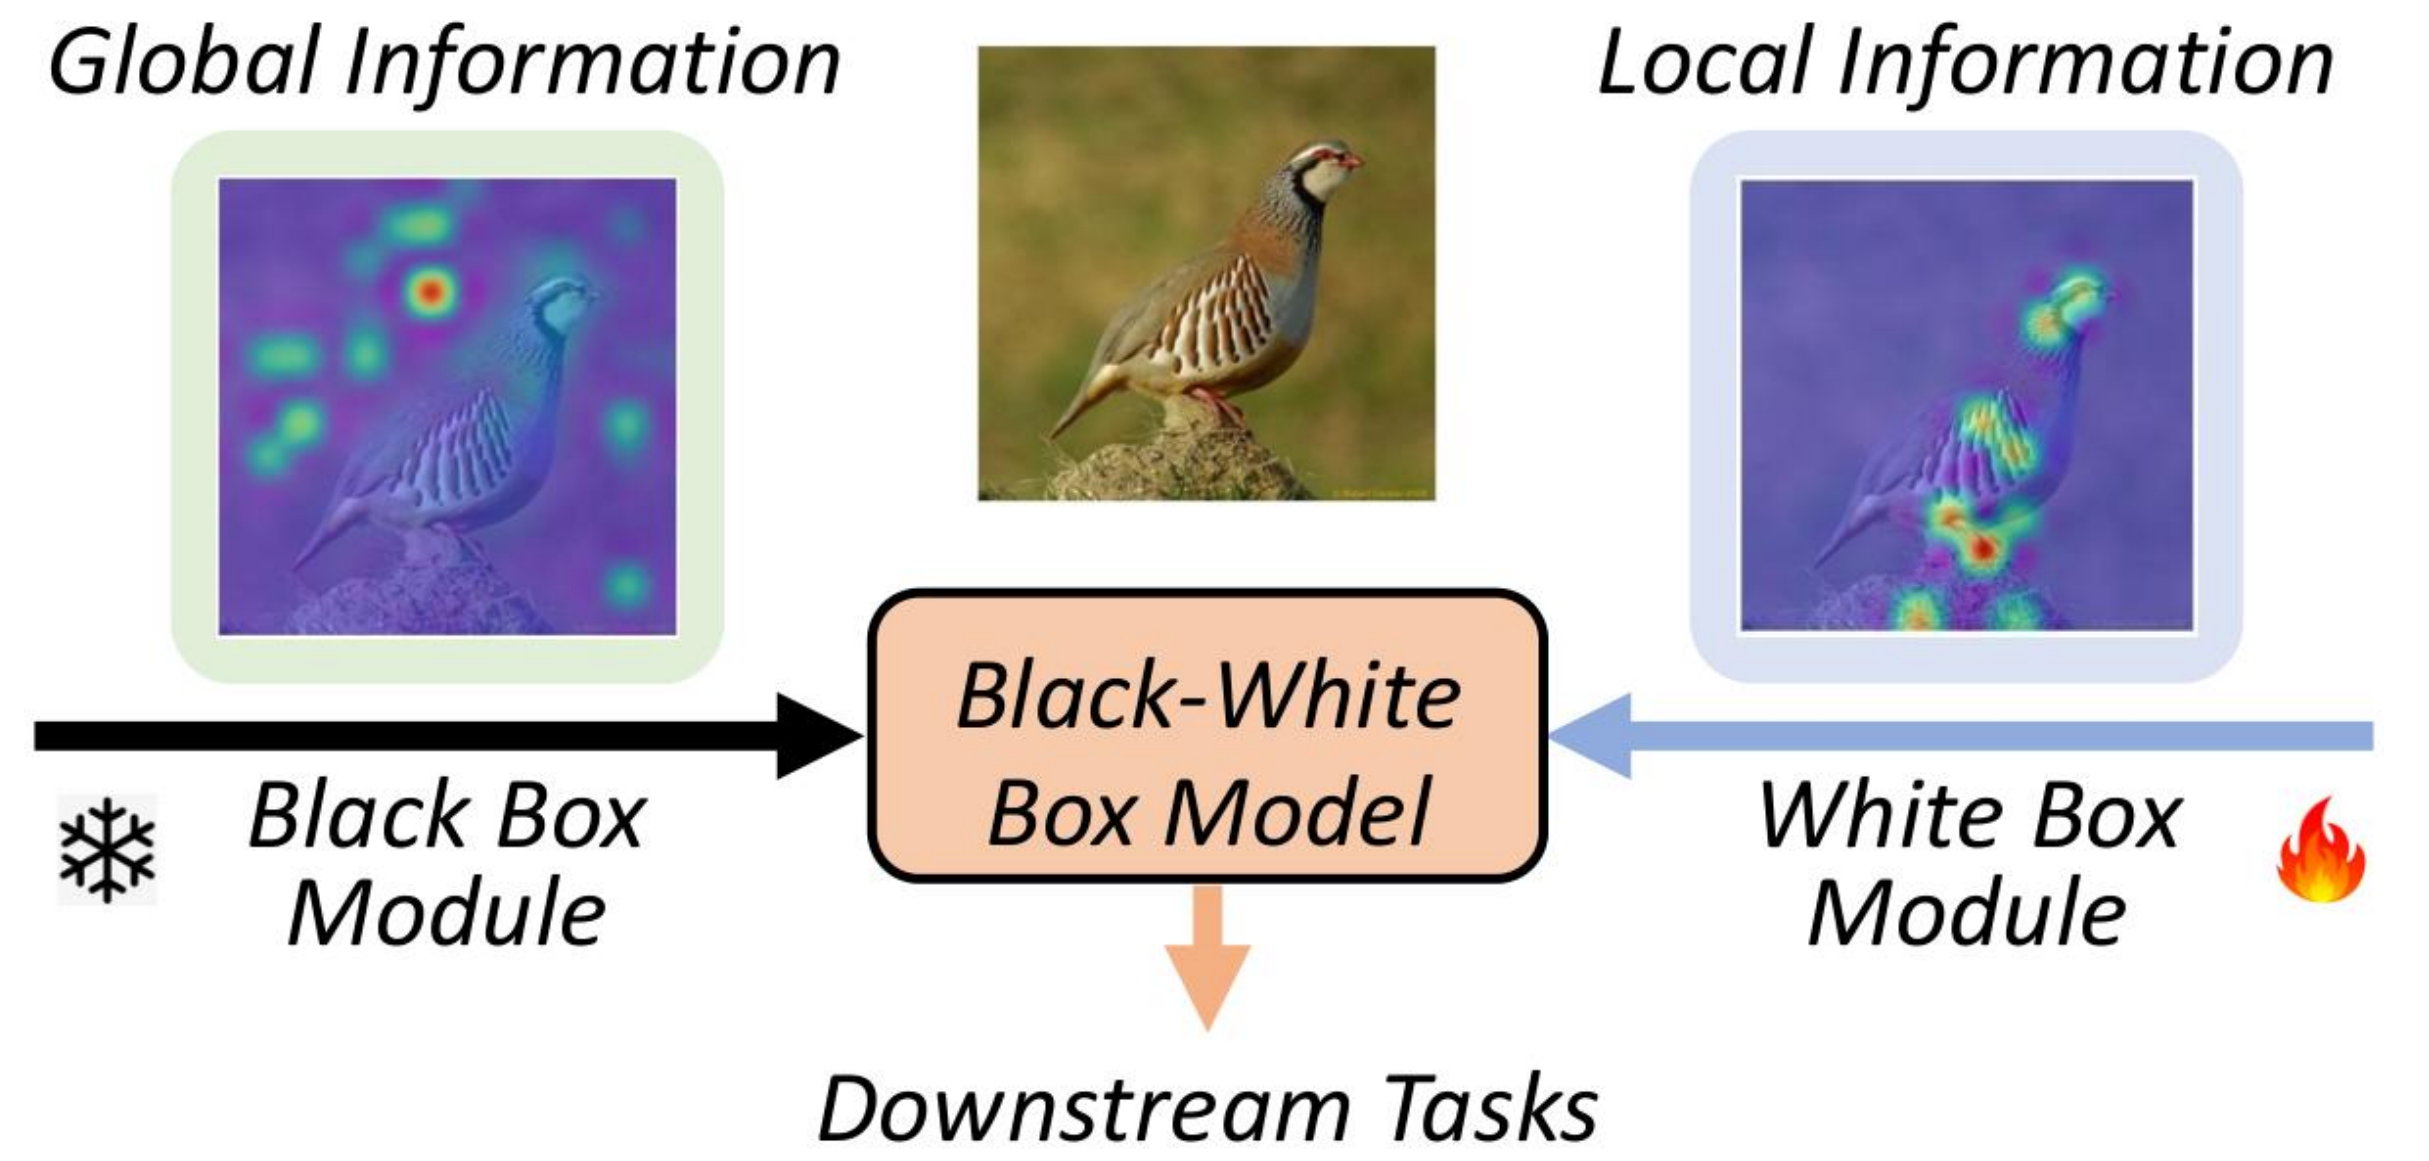 Global Information
Local Information
Black-White
Box Model
Black Box
Module
White Box
Module
Downstream Tasks